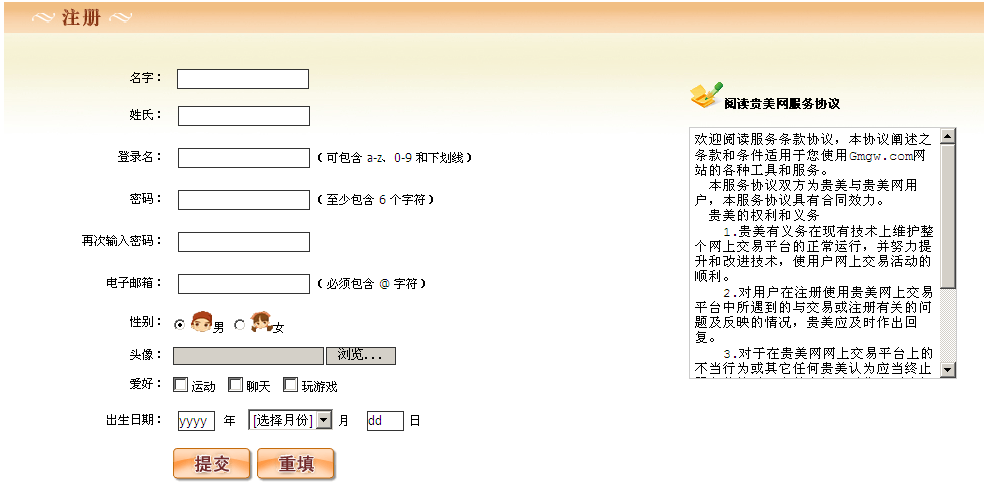 注册
名字：
姓氏：
登录名： （可包含 a-z、0-9 和下划线）
密码： （至少包含 6 个字符）
再次输入密码：
电子邮箱： （必须包含 @ 字符）
性别： 男 女
头像： 浏览...
爱好： 运动 聊天 玩游戏
出生日期： yyyy 年 [选择月份] 月 dd 日
提交 重填
阅读贵美网服务协议
欢迎阅读服务条款协议，本协议阐述之
条款和条件适用于您使用Gmgw.com网
站的各种工具和服务。
本服务协议双方为贵美与贵美网用
户，本服务协议具有合同效力。
贵美的权利和义务
1.贵美有义务在现有技术上维护整
个网上交易平台的正常运行，并努力提
升和改进技术，使用户网上交易活动的
顺利。
2.对用户在注册使用贵美网上交易
平台中所遇到的与交易或注册有关的问
题及反映的情况，贵美应及时作出回
复。
3.对于在贵美网网上交易平台上的
不当行为或其它任何贵美认为应当终止